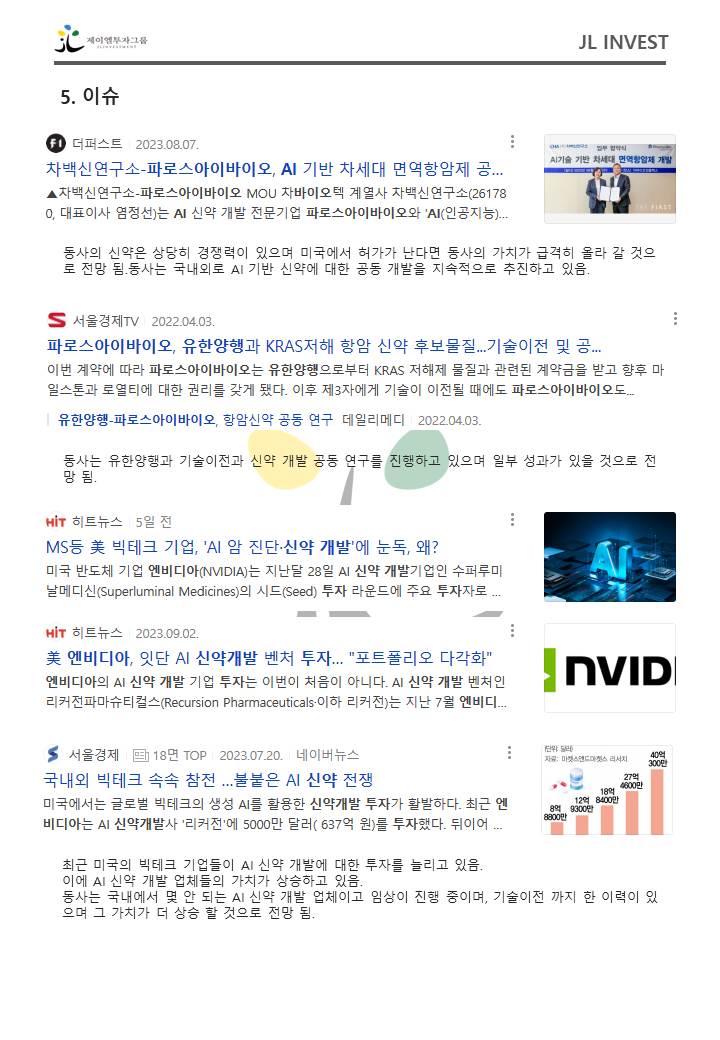 제이엘투자그룹
JL INVESTMENT
JL INVEST
5. 이슈
더퍼스트 2023.08.07.
차백신연구소-파로스아이바이오, AI 기반 차세대 면역항암제 공...
▲차백신연구소-파로스아이바이오 MOU 차바이오텍 계열사 차백신연구소(26178
0, 대표이사 염정선)는 AI 신약 개발 전문기업 파로스아이바이오와 'AI(인공지능)...
업무 협약식
AI기술 기반 차세대 면역항암제 개발
THE FIRST
동사의 신약은 상당히 경쟁력이 있으며 미국에서 허가가 난다면 동사의 가치가 급격히 올라 갈 것으
로 전망 됨.동사는 국내외로 AI 기반 신약에 대한 공동 개발을 지속적으로 추진하고 있음.
서울경제TV 2022.04.03.
파로스아이바이오, 유한양행과 KRAS저해 항암 신약 후보물질...기술이전 및 공...
이번 계약에 따라 파로스아이바이오는 유한양행으로부터 KRAS 저해제 물질과 관련된 계약금을 받고 향후 마
일스톤과 로열티에 대한 권리를 갖게 됐다. 이후 제3자에게 기술이 이전될 때에도 파로스아이바이오도...
유한양행-파로스아이바이오, 항암신약 공동 연구 데일리메디 2022.04.03.
동사는 유한양행과 기술이전과 신약 개발 공동 연구를 진행하고 있으며 일부 성과가 있을 것으로 전
망 됨.
HiT 히트뉴스 5일 전
MS등 美 빅테크 기업, 'AI 암 진단·신약 개발'에 눈독, 왜?
미국 반도체 기업 엔비디아(NVIDIA)는 지난달 28일 AI 신약 개발기업인 수퍼루미
날메디신(Superluminal Medicines)의 시드(Seed) 투자 라운드에 주요 투자자로 ...
AI
HiT 히트뉴스 2023.09.02.
美 엔비디아, 잇단 AI 신약개발 벤처 투자... "포트폴리오 다각화"
엔비디아의 AI 신약 개발 기업 투자는 이번이 처음이 아니다. AI 신약 개발 벤처인
리커전파마슈티컬스(Recursion Pharmaceuticals·이하 리커전)는 지난 7월 엔비디...
NVIDI
서울경제 18면 TOP 2023.07.20. 네이버뉴스
국내외 빅테크 속속 참전 ...불붙은 AI 신약 전쟁
미국에서는 글로벌 빅테크의 생성 AI를 활용한 신약개발 투자가 활발하다. 최근 엔
비디아는 AI 신약개발사 '리커전'에 5000만 달러( 637억 원)를 투자했다. 뒤이어 ...
(단위: 달러)
자료: 마켓스앤드마켓스 리서치
8억
8800만
12억
9300만
18억
8400만
27억
4600만
40억
300만
최근 미국의 빅테크 기업들이 AI 신약 개발에 대한 투자를 늘리고 있음.
이에 AI 신약 개발 업체들의 가치가 상승하고 있음.
동사는 국내에서 몇 안 되는 AI 신약 개발 업체이고 임상이 진행 중이며, 기술이전 까지 한 이력이 있
으며 그 가치가 더 상승 할 것으로 전망 됨.